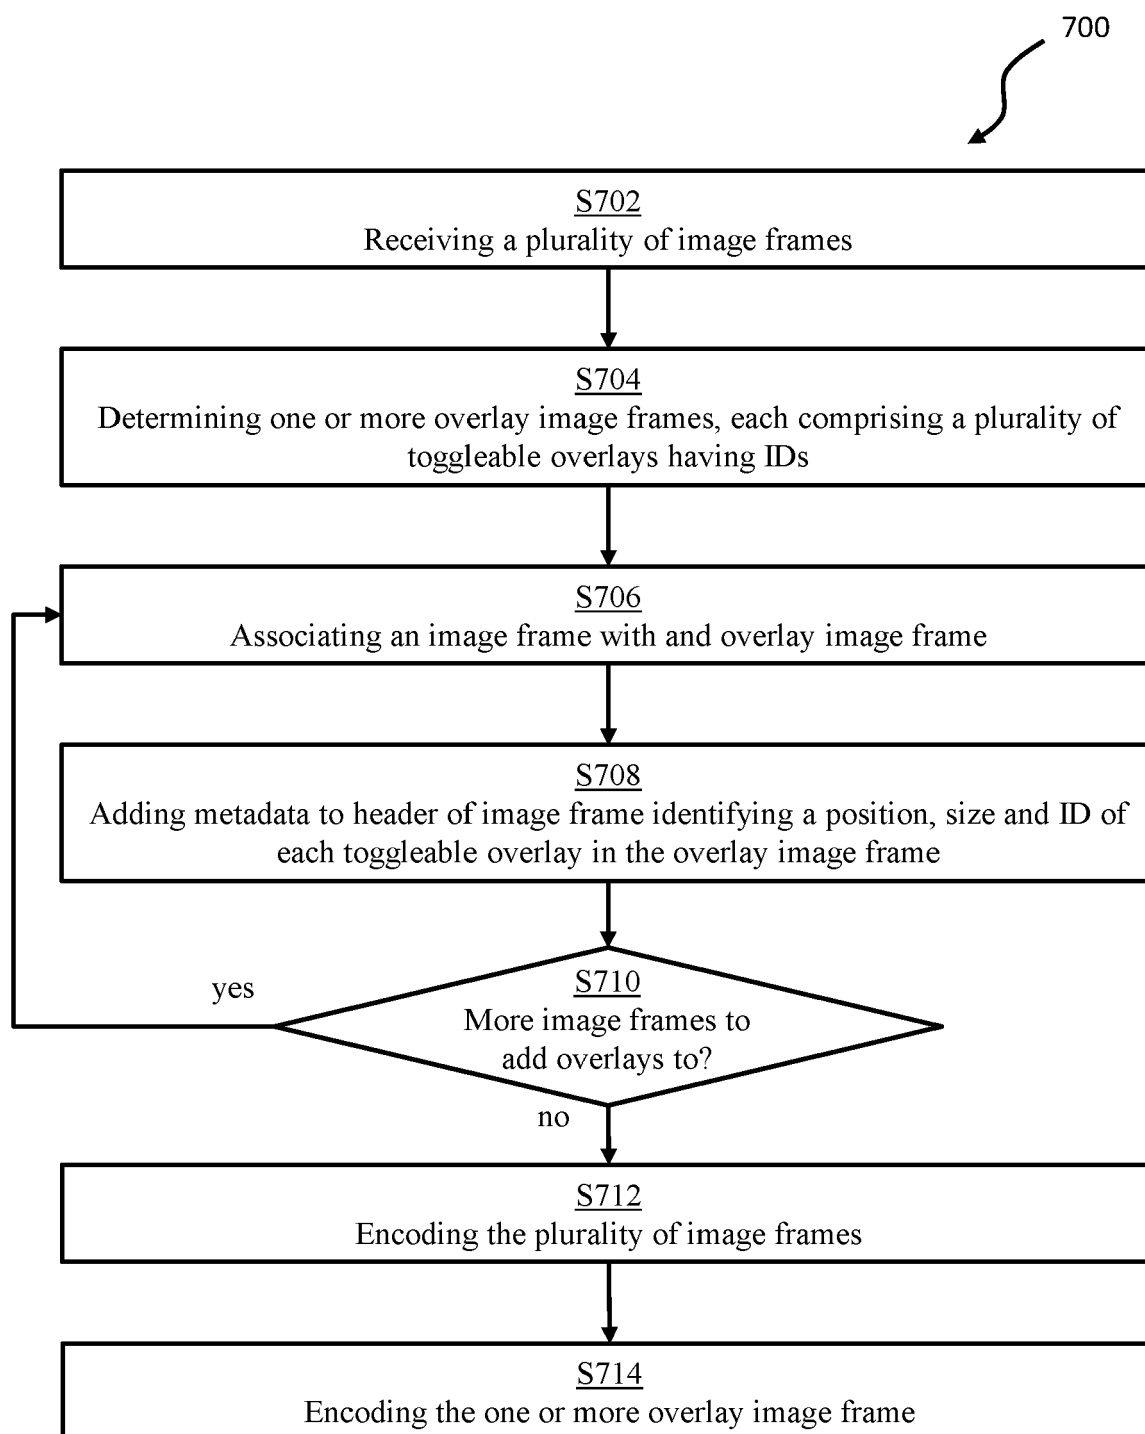 700
S702
Receiving a plurality of image frames
S704
Determining one or more overlay image frames, each comprising a plurality of
toggleable overlays having IDs
S706
Associating an image frame with and overlay image frame
S708
Adding metadata to header of image frame identifying a position, size and ID of
each toggleable overlay in the overlay image frame
yes
S710
More image frames to
add overlays to?
no
S712
Encoding the plurality of image frames
S714
Encoding the one or more overlay image frame